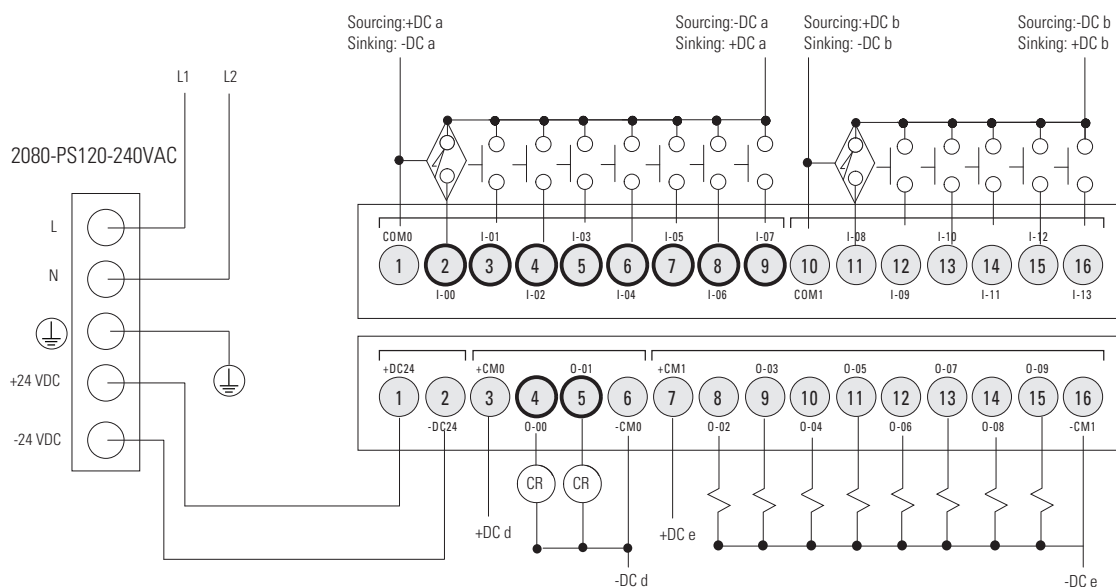 Sourcing:+DC a
Sinking: -DC a
Sourcing:-DC a
Sinking: +DC a
Sourcing:+DC b
Sinking: -DC b
Sourcing:-DC b
Sinking: +DC b
L1 L2
2080-PS120-240VAC
L
N
+24 VDC
-24 VDC
COM0 I-01 I-03 I-05 I-07 I-08 I-10 I-12
1 2 3 4 5 6 7 8 9 10 11 12 13 14 15 16
I-00 I-02 I-04 I-06 COM1 I-09 I-11 I-13
+DC24 +CM0 O-01 +CM1 O-03 O-05 O-07 O-09
1 2 3 4 5 6 7 8 9 10 11 12 13 14 15 16
-DC24 O-00 -CM0 O-02 O-04 O-06 O-08 -CM1
CR CR
+DC d +DC e
-DC d -DC e